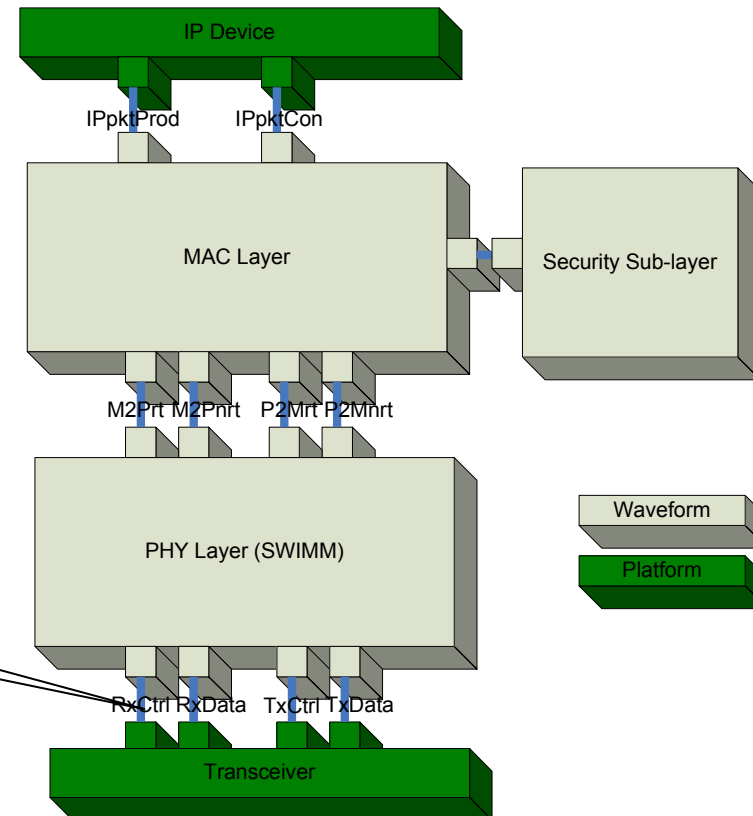 IP Device
IPpktProd IPpktCon
MAC Layer
Security Sub-layer
M2Prt M2Pnrt P2Mrt P2Mnrt
PHY Layer (SWIMM)
Waveform
Platform
RxCtrl RxData TxCtrl TxData
Transceiver